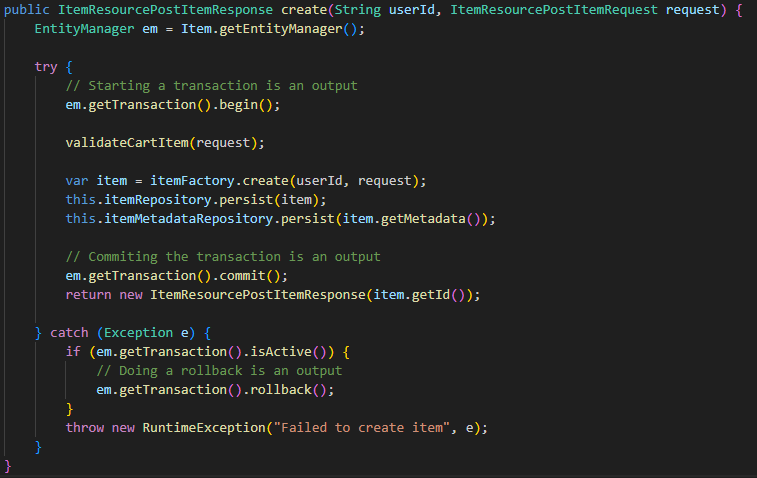 public ItemResourcePostItemResponse create(String userId, ItemResourcePostItemRequest request) {
    EntityManager em = Item.getEntityManager();

    try {
        // Starting a transaction is an output
        em.getTransaction().begin();

        validateCartItem(request);

        var item = itemFactory.create(userId, request);
        this.itemRepository.persist(item);
        this.itemMetadataRepository.persist(item.getMetadata());

        // Commiting the transaction is an output
        em.getTransaction().commit();
        return new ItemResourcePostItemResponse(item.getId());

    } catch (Exception e) {
        if (em.getTransaction().isActive()) {
            // Doing a rollback is an output
            em.getTransaction().rollback();
        }
        throw new RuntimeException("Failed to create item", e);
    }
}